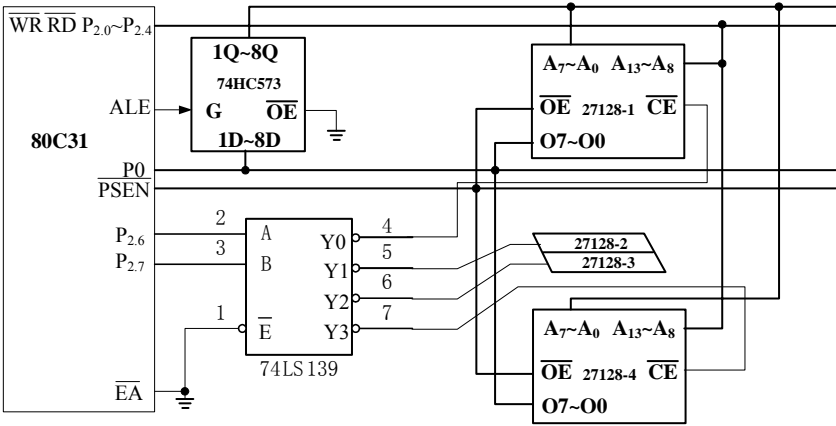 WR RD P2.0~P2.4
1Q~8Q
74HC573
G OE
1D~8D
ALE
80C31
P0
PSEN
A7~A0 A13~A8
OE 27128-1 CE
O7~O0
P2.6 2 A
P2.7 3 B
1 E
Y0 4
Y1 5
Y2 6
Y3 7
74LS139
EA
27128-2
27128-3
A7~A0 A13~A8
OE 27128-4 CE
O7~O0